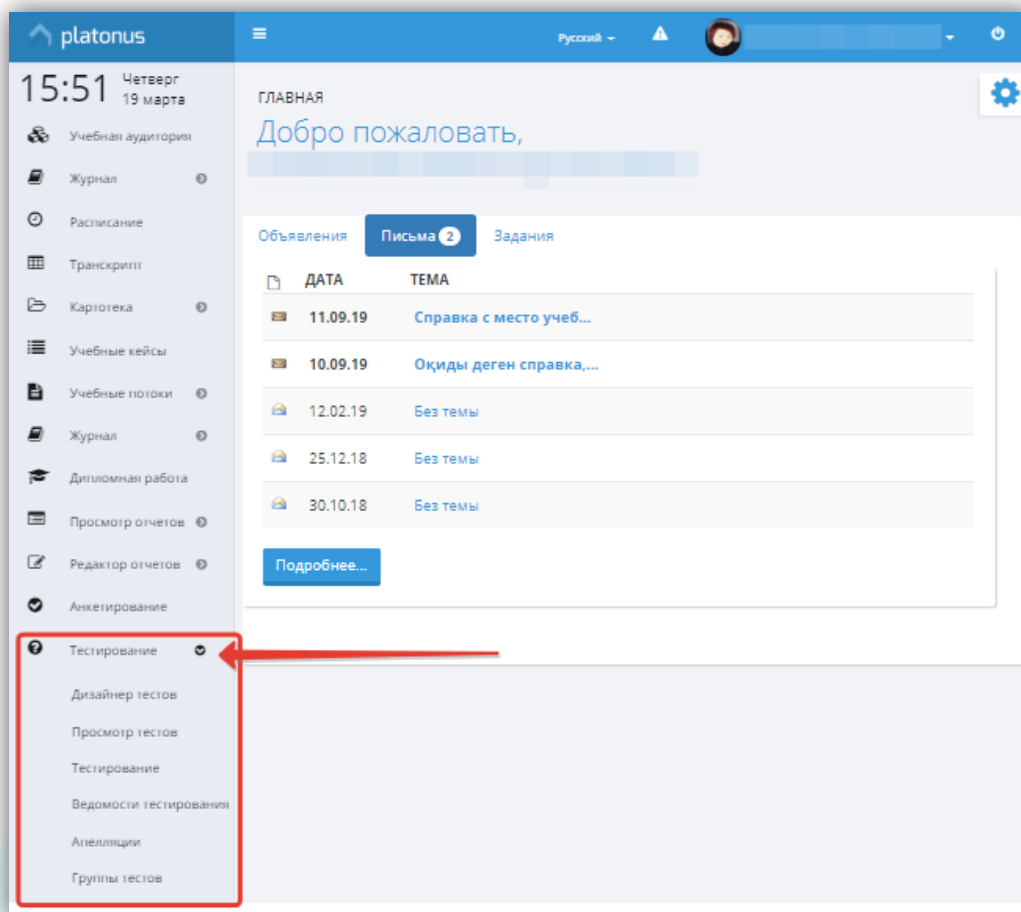 platonus
Русский
15:51
Четверг
19 марта
Учебная аудитория
Журнал
Расписание
Транскрипт
Картотека
Учебные кейсы
Учебные потоки
Журнал
Дипломная работа
Просмотр отчетов
Редактор отчетов
Анкетирование
Тестирование
Дизайнер тестов
Просмотр тестов
Тестирование
Ведомости тестирования
Апелляции
Группы тестов
ГЛАВНАЯ
Добро пожаловать,
Объявления Письма 2 Задания
ДАТА ТЕМА
11.09.19 Справка с место учеб...
10.09.19 Оқиды деген справка,...
12.02.19 Без темы
25.12.18 Без темы
30.10.18 Без темы
Подробнее...